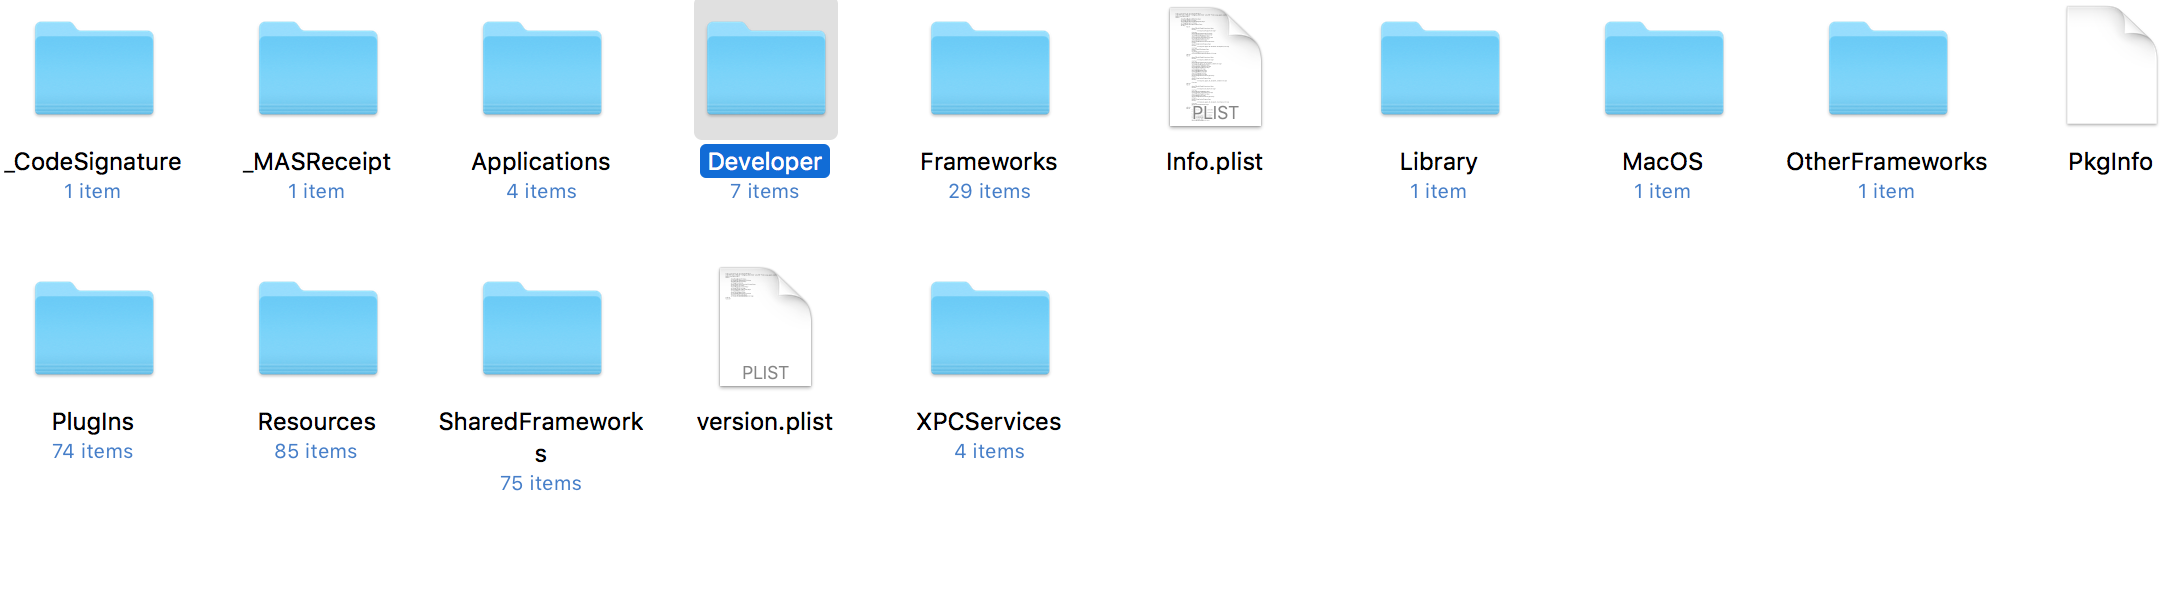 _CodeSignature
1 item
_MASReceipt
1 item
Applications
4 items
Developer
7 items
Frameworks
29 items
PLIST
Info.plist
Library
1 item
MacOS
1 item
OtherFrameworks
1 item
PkgInfo
PlugIns
74 items
Resources
85 items
SharedFramework
s
75 items
PLIST
version.plist
XPCServices
4 items